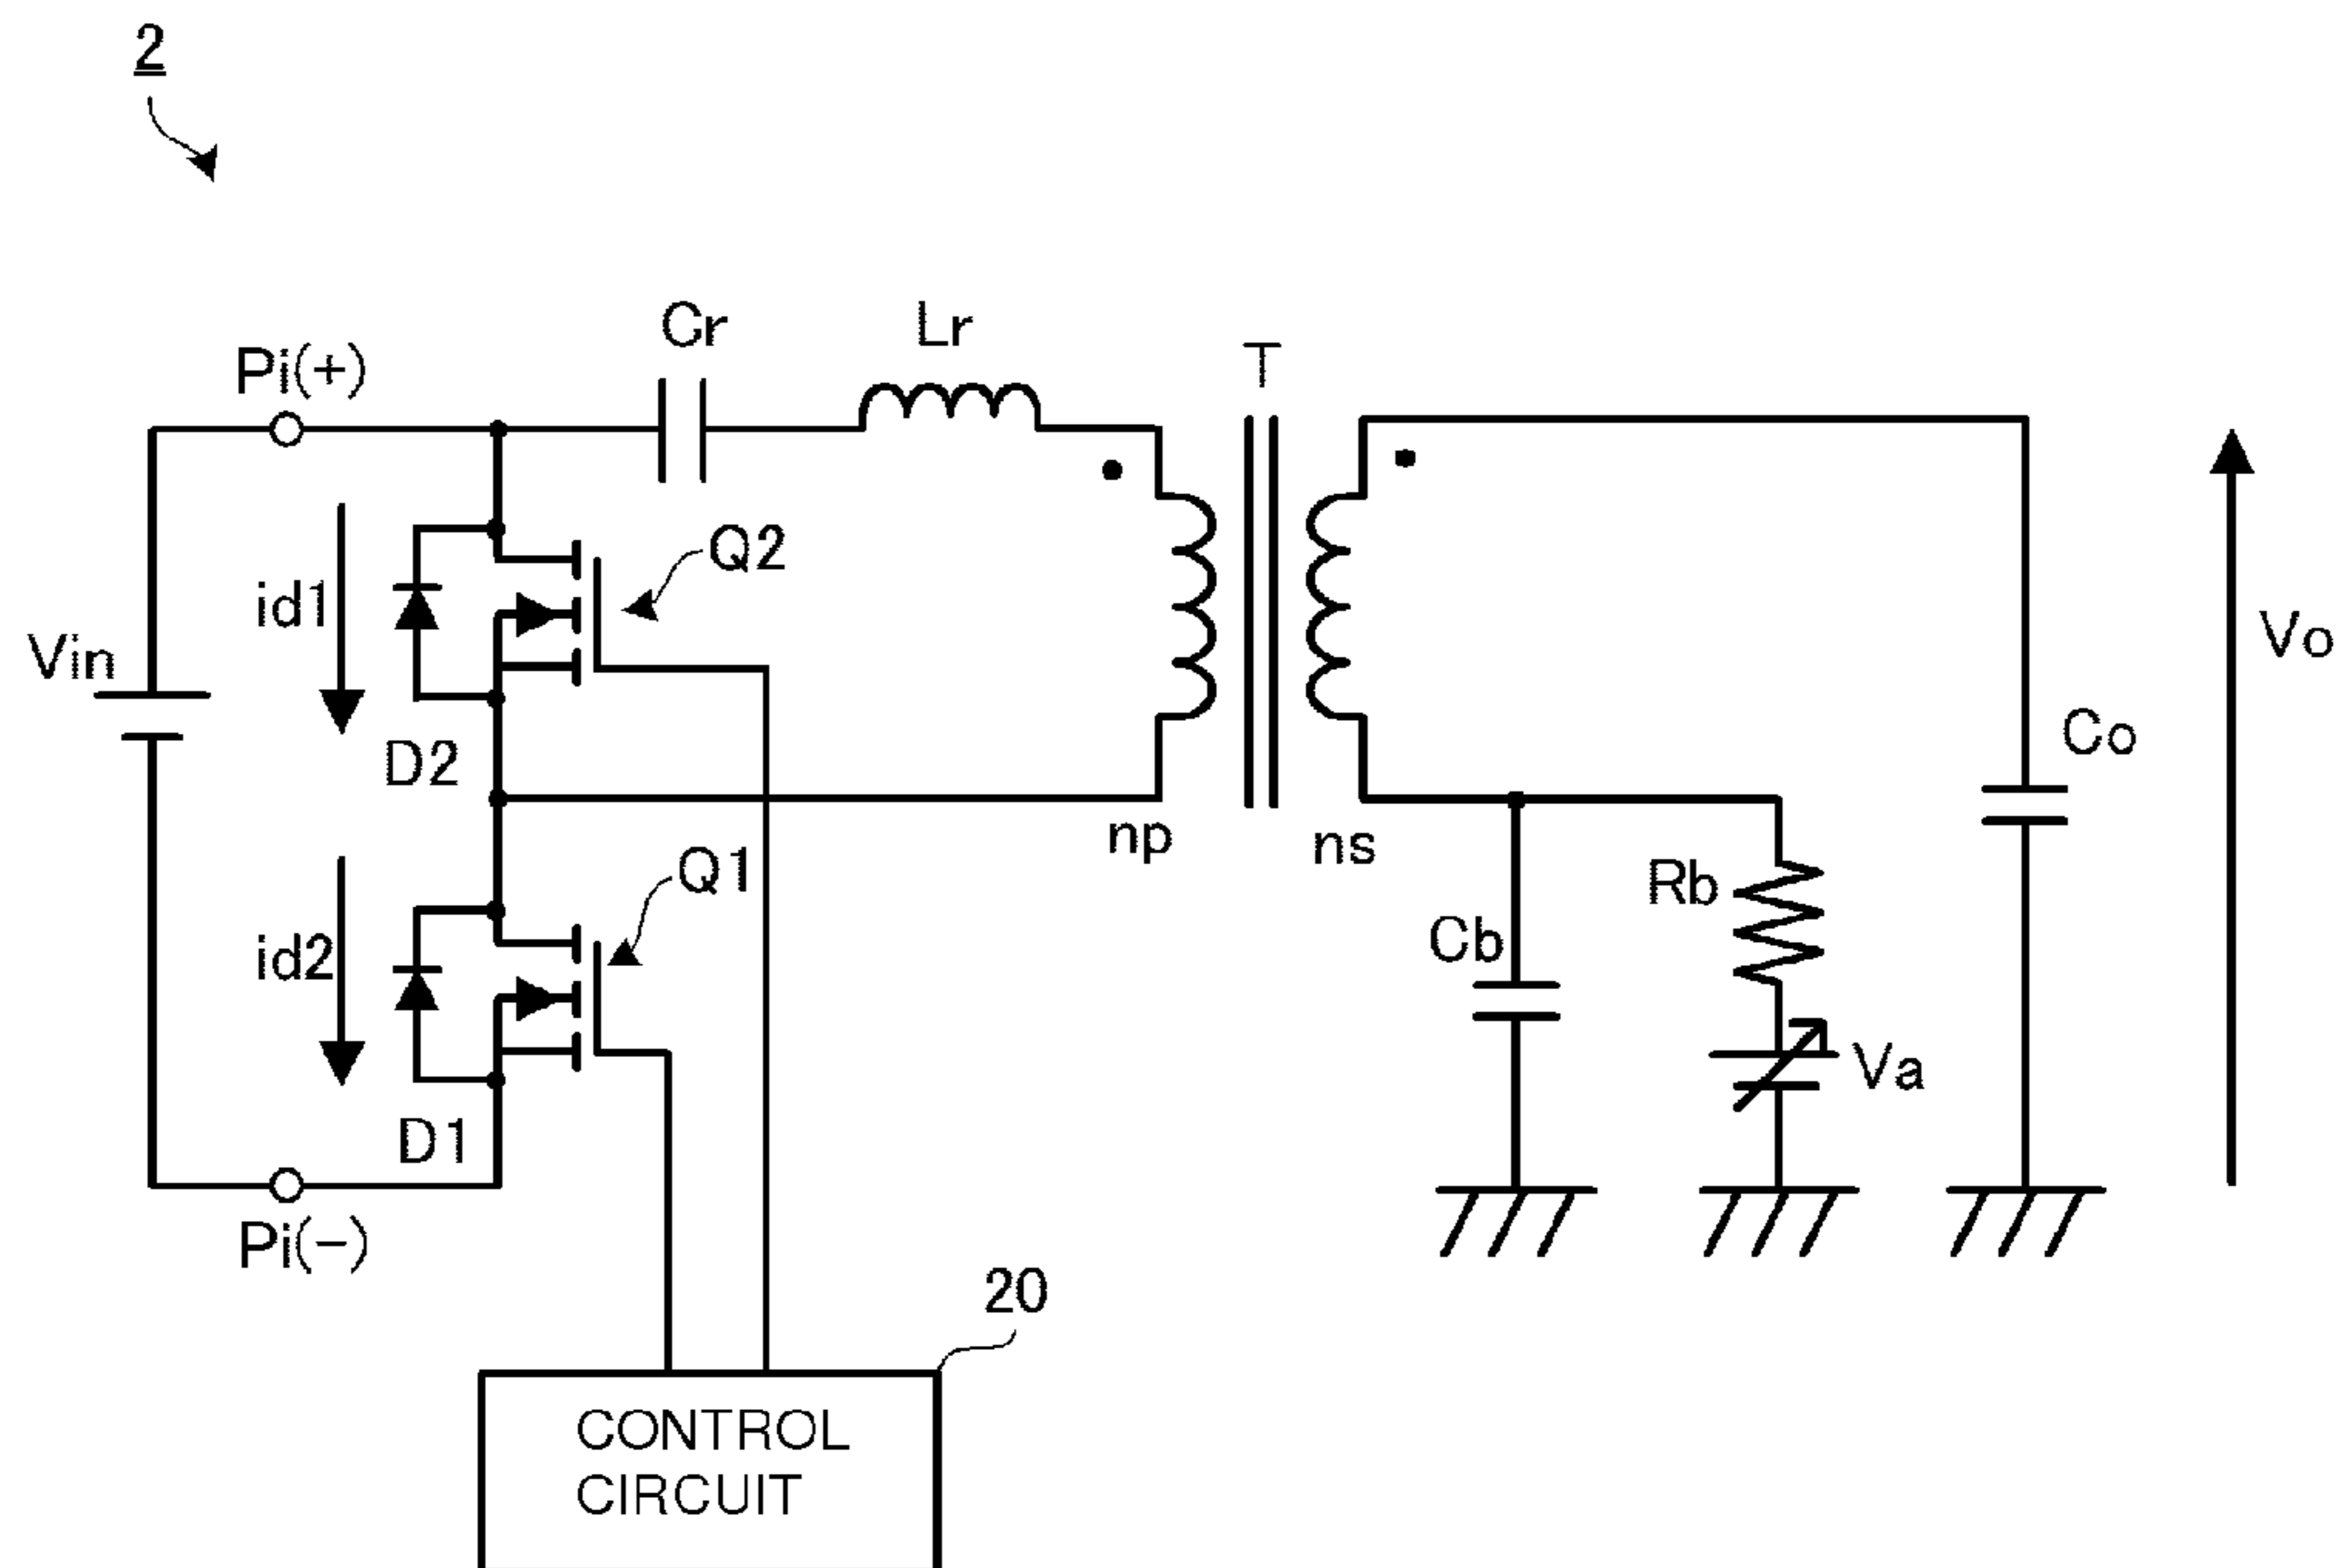 2
Cr
Lr
T
Pi(+)
Q2
id1
Vin
Vo
Co
D2
np
ns
Q1
Rb
Cb
id2
Va
D1
Pi(-)
20
CONTROL
CIRCUIT